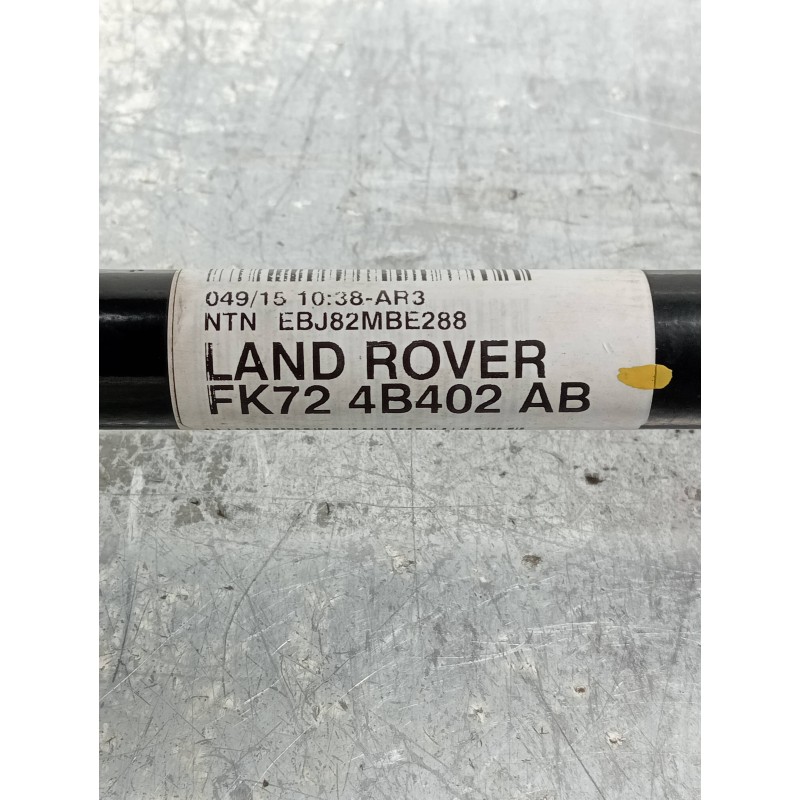 049/15 10:38-AR3
NTN EBJ82MBE288
LAND ROVER
FK72 4B402 AB